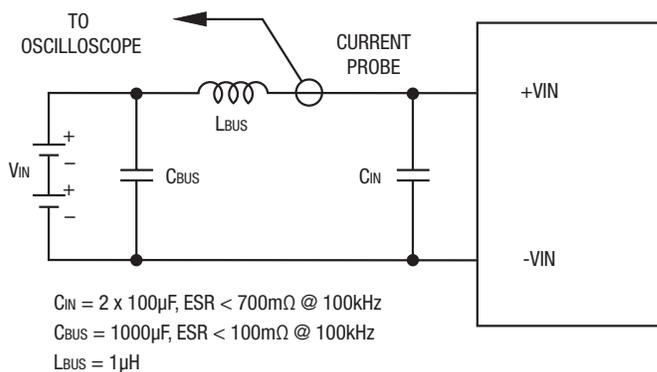 TO
OSCILLOSCOPE
CURRENT
PROBE
+VIN
LBUS
+
VIN
−
+
−
CBUS
CIN
-VIN
CIN = 2 x 100µF, ESR < 700mΩ @ 100kHz
CBUS = 1000µF, ESR < 100mΩ @ 100kHz
LBUS = 1µH